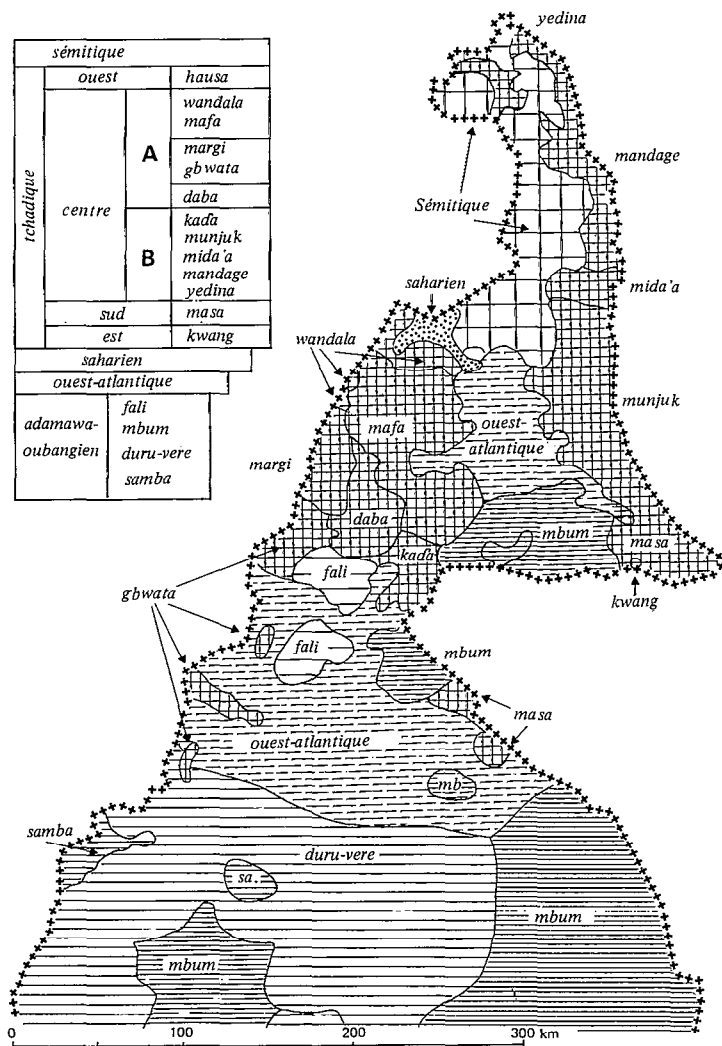 sémitique
tchadique
ouest hausa
centre
A
wandala
mafa
margi
gbwata
daba
B
kaɗa
munjuk
mida'a
mandage
yedina
sud masa
est kwang
saharien
ouest-atlantique
adamawa-
oubangien
fali
mbum
duru-vere
samba
yedina
mandage
Sémitique
mida'a
saharien
wandala
munjuk
mafa
ouest-
atlantique
margi
daba
mbum
kaɗa
masa
fali
gbwata
kwang
fali
mbum
masa
ouest-atlantique
mb
samba
duru-vere
sa.
mbum
mbum
0 100 200 300 km